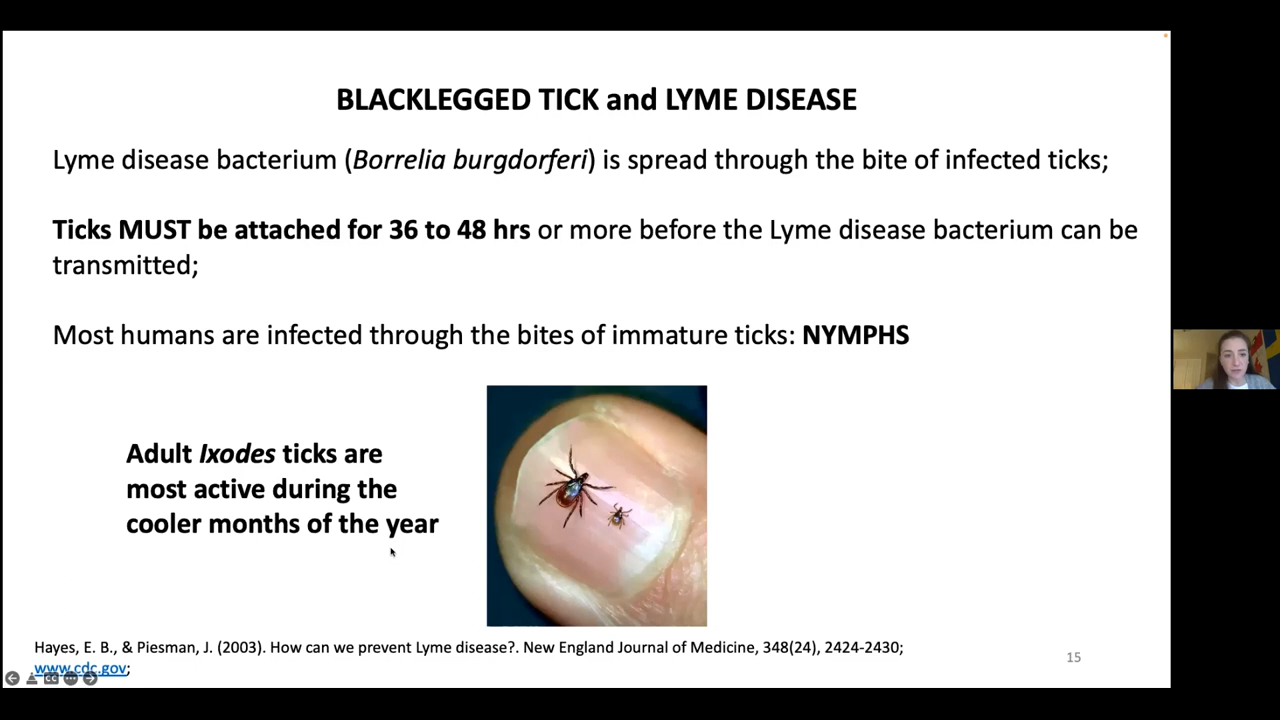 BLACKLEGGED TICK and LYME DISEASE
Lyme disease bacterium (Borrelia burgdorferi) is spread through the bite of infected ticks;
Ticks MUST be attached for 36 to 48 hrs or more before the Lyme disease bacterium can be
transmitted;
Most humans are infected through the bites of immature ticks: NYMPHS
Adult Ixodes ticks are
most active during the
cooler months of the year
Hayes, E. B., & Piesman, J. (2003). How can we prevent Lyme disease?. New England Journal of Medicine, 348(24), 2424-2430;
www.cdc.gov;
CC
15